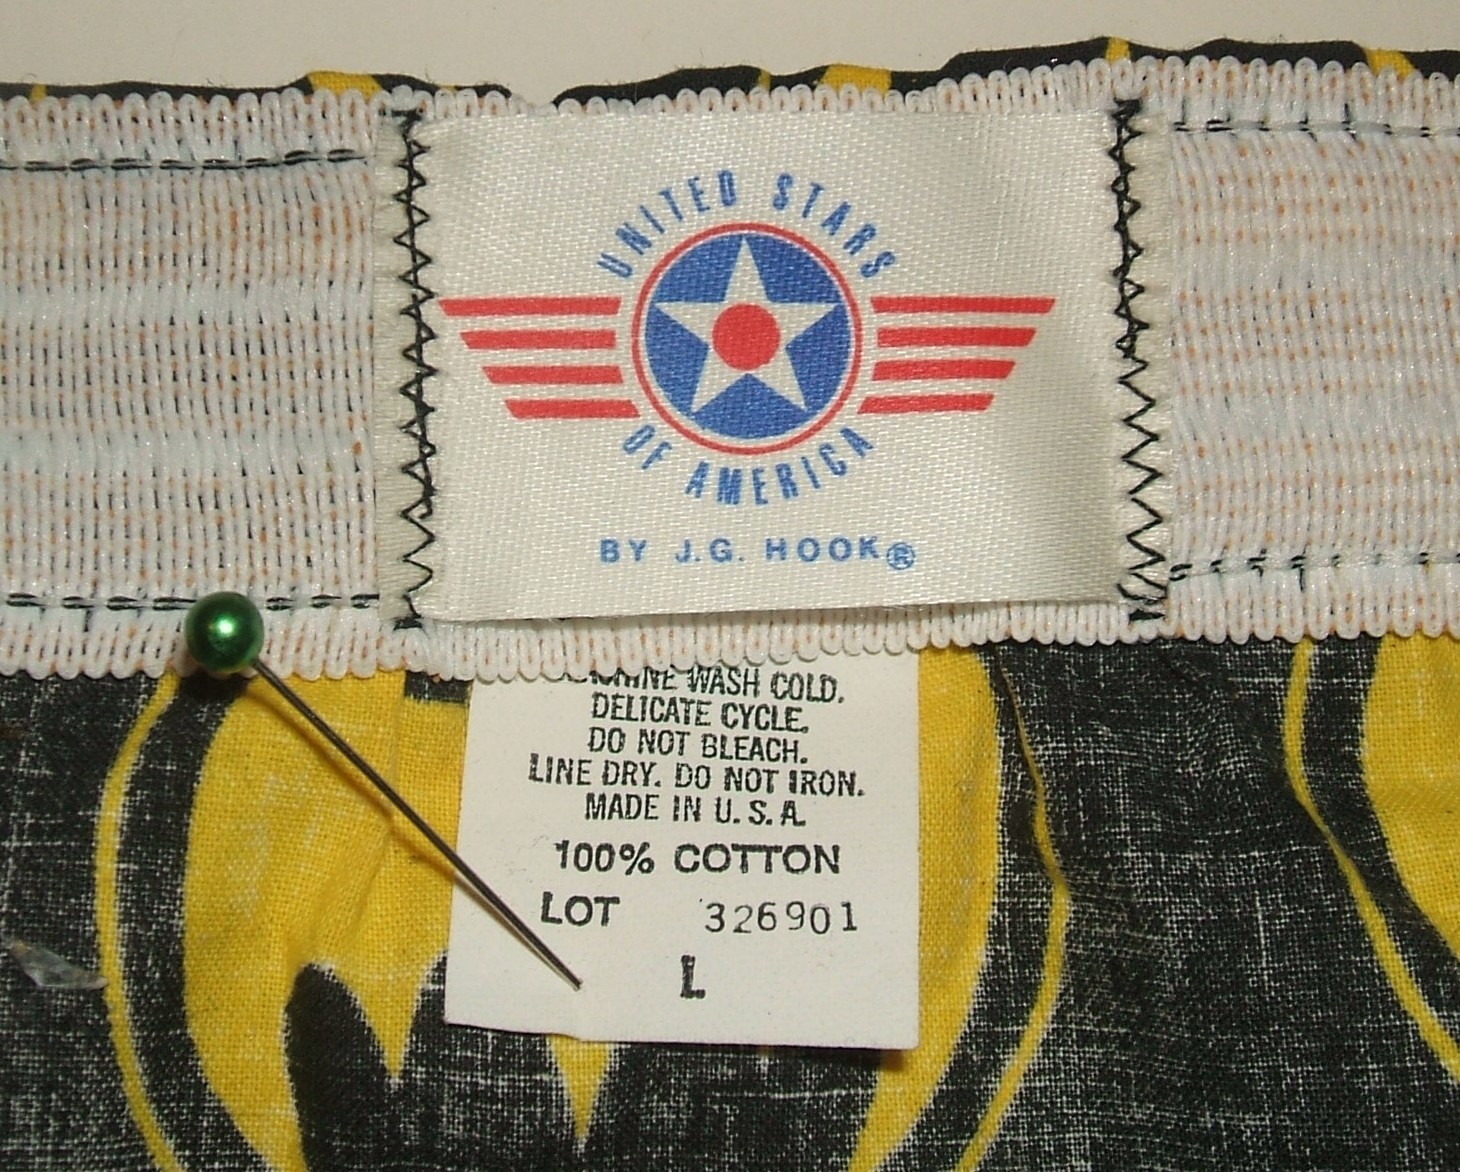 UNITED STARS
OF AMERICA
BY J.G. HOOK®
WASH COLD.
DELICATE CYCLE.
DO NOT BLEACH.
LINE DRY. DO NOT IRON.
MADE IN U.S.A.
100% COTTON
LOT 326901
L